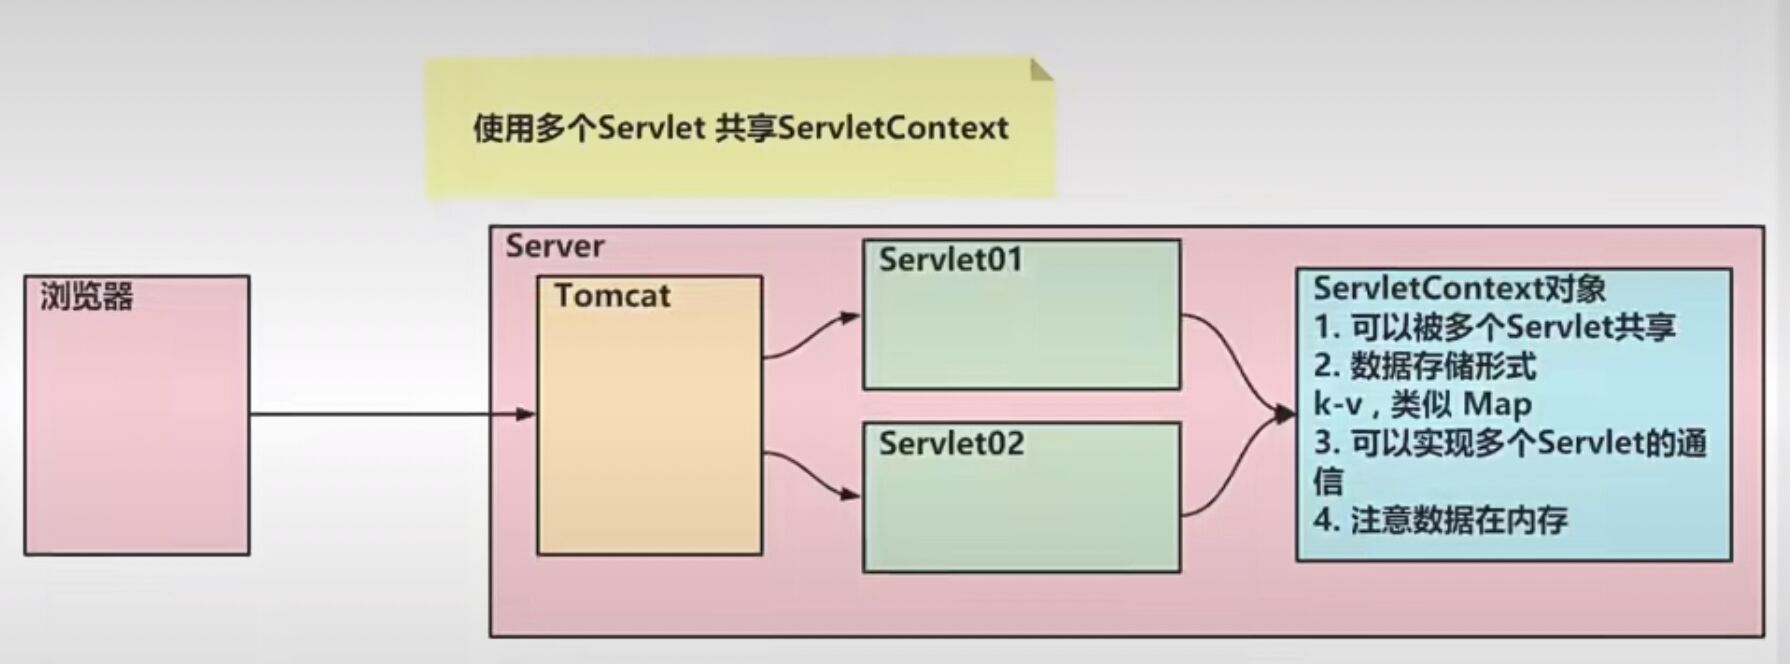 使用多个Servlet 共享ServletContext
Server
浏览器
Tomcat
Servlet01
Servlet02
ServletContext对象
1. 可以被多个Servlet共享
2. 数据存储形式
k-v , 类似 Map
3. 可以实现多个Servlet的通
信
4. 注意数据在内存